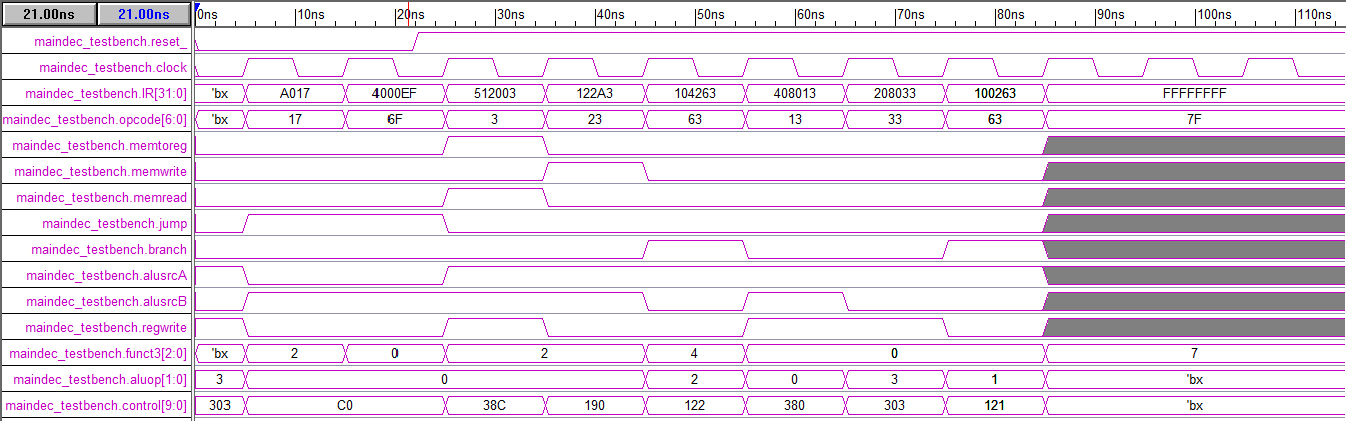 21.00ns 21.00ns 0ns 10ns 20ns 30ns 40ns 50ns 60ns 70ns 80ns 90ns 100ns 110ns
maindec_testbench.reset_
maindec_testbench.clock
maindec_testbench.IR[31:0] 'bx A017 4000EF 512003 122A3 104263 408013 208033 100263 FFFFFFFF
maindec_testbench.opcode[6:0] 'bx 17 6F 3 23 63 13 33 63 7F
maindec_testbench.memtoreg
maindec_testbench.memwrite
maindec_testbench.memread
maindec_testbench.jump
maindec_testbench.branch
maindec_testbench.alusrcA
maindec_testbench.alusrcB
maindec_testbench.regwrite
maindec_testbench.funct3[2:0] 'bx 2 0 2 4 0 7
maindec_testbench.aluop[1:0] 3 0 2 0 3 1 'bx
maindec_testbench.control[9:0] 303 C0 38C 190 122 380 303 121 'bx